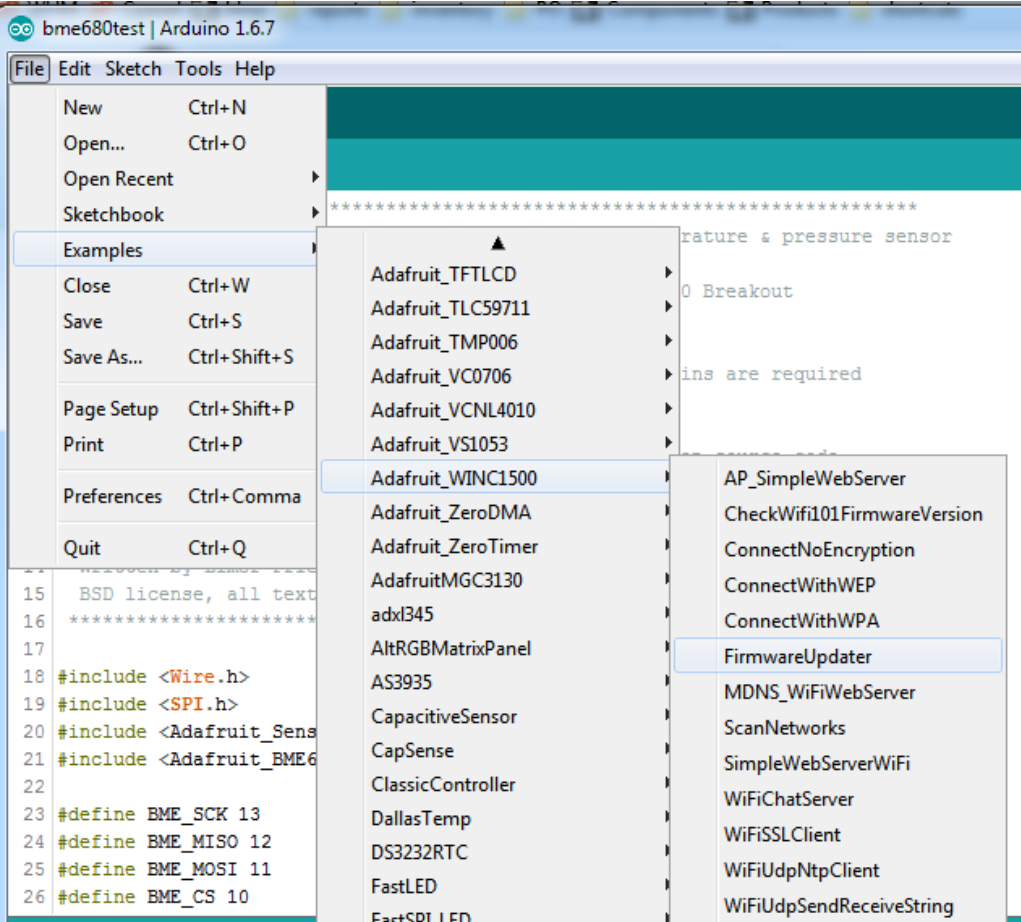 bme680test | Arduino 1.6.7
File Edit Sketch Tools Help
New Ctrl+N
Open... Ctrl+O
Open Recent
Sketchbook
Examples
Close Ctrl+W
Save Ctrl+S
Save As... Ctrl+Shift+S
Page Setup Ctrl+Shift+P
Print Ctrl+P
Preferences Ctrl+Comma
Quit Ctrl+Q
Adafruit_TFTLCD
Adafruit_TLC59711
Adafruit_TMP006
Adafruit_VC0706
Adafruit_VCNL4010
Adafruit_VS1053
Adafruit_WINC1500
Adafruit_ZeroDMA
Adafruit_ZeroTimer
AdafruitMGC3130
adxl345
AltRGBMatrixPanel
AS3935
CapacitiveSensor
CapSense
ClassicController
DallasTemp
DS3232RTC
FastLED
FastSPI_LED
AP_SimpleWebServer
CheckWifi101FirmwareVersion
ConnectNoEncryption
ConnectWithWEP
ConnectWithWPA
FirmwareUpdater
MDNS_WiFiWebServer
ScanNetworks
SimpleWebServerWiFi
WiFiChatServer
WiFiSSLClient
WiFiUdpNtpClient
WiFiUdpSendReceiveString
****************************************************
rature & pressure sensor
0 Breakout
ins are required
15 BSD license, all text
16 **********************
17
18 #include <Wire.h>
19 #include <SPI.h>
20 #include <Adafruit_Sens
21 #include <Adafruit_BME6
22
23 #define BME_SCK 13
24 #define BME_MISO 12
25 #define BME_MOSI 11
26 #define BME_CS 10